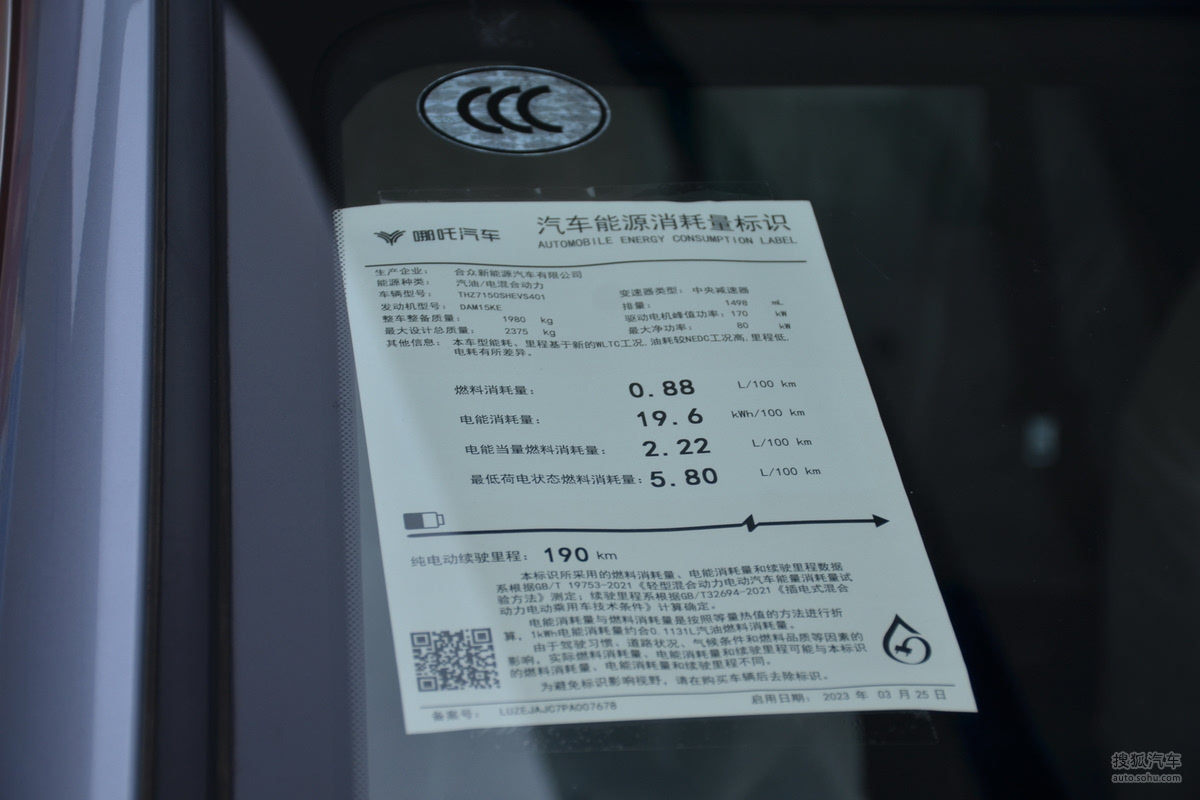 CCC
哪吒汽车
汽车能源消耗量标识
AUTOMOBILE ENERGY CONSUMPTION LABEL
生产企业： 合众新能源汽车有限公司
能源种类： 汽油/电混合动力
车辆型号： THZ7150SHEVS401 变速器类型： 中央减速器
发动机型号： DAM15KE 排量： 1498 mL
整车整备质量： 1980 kg 驱动电机峰值功率： 170 kW
最大设计总质量： 2375 kg 最大净功率： 80 kW
其他信息： 本车型能耗、里程基于新的WLTC工况,油耗较NEDC工况高,里程低,
电耗有所差异。
燃料消耗量： 0.88 L/100 km
电能消耗量： 19.6 kWh/100 km
电能当量燃料消耗量： 2.22 L/100 km
最低荷电状态燃料消耗量： 5.80 L/100 km
纯电动续驶里程： 190 km
本标识所采用的燃料消耗量、电能消耗量和续驶里程数据
系根据GB/T 19753-2021《轻型混合动力电动汽车能量消耗量试
验方法》测定；续驶里程系根据GB/T32694-2021《插电式混合
动力电动乘用车技术条件》计算确定。
电能消耗量与燃料消耗量是按照等量热值的方法进行折
算，1kWh电能消耗量约合0.1131L汽油燃料消耗量。
由于驾驶习惯、道路状况、气候条件和燃料品质等因素的
影响，实际燃料消耗量、电能消耗量和续驶里程可能与本标识
的燃料消耗量、电能消耗量和续驶里程不同。
为避免标识影响视野，请在购买车辆后去除标识。
备案号： LUZEJAJC7PA007678 启用日期： 2023 年 03 月 25 日
搜狐汽车
auto.sohu.com